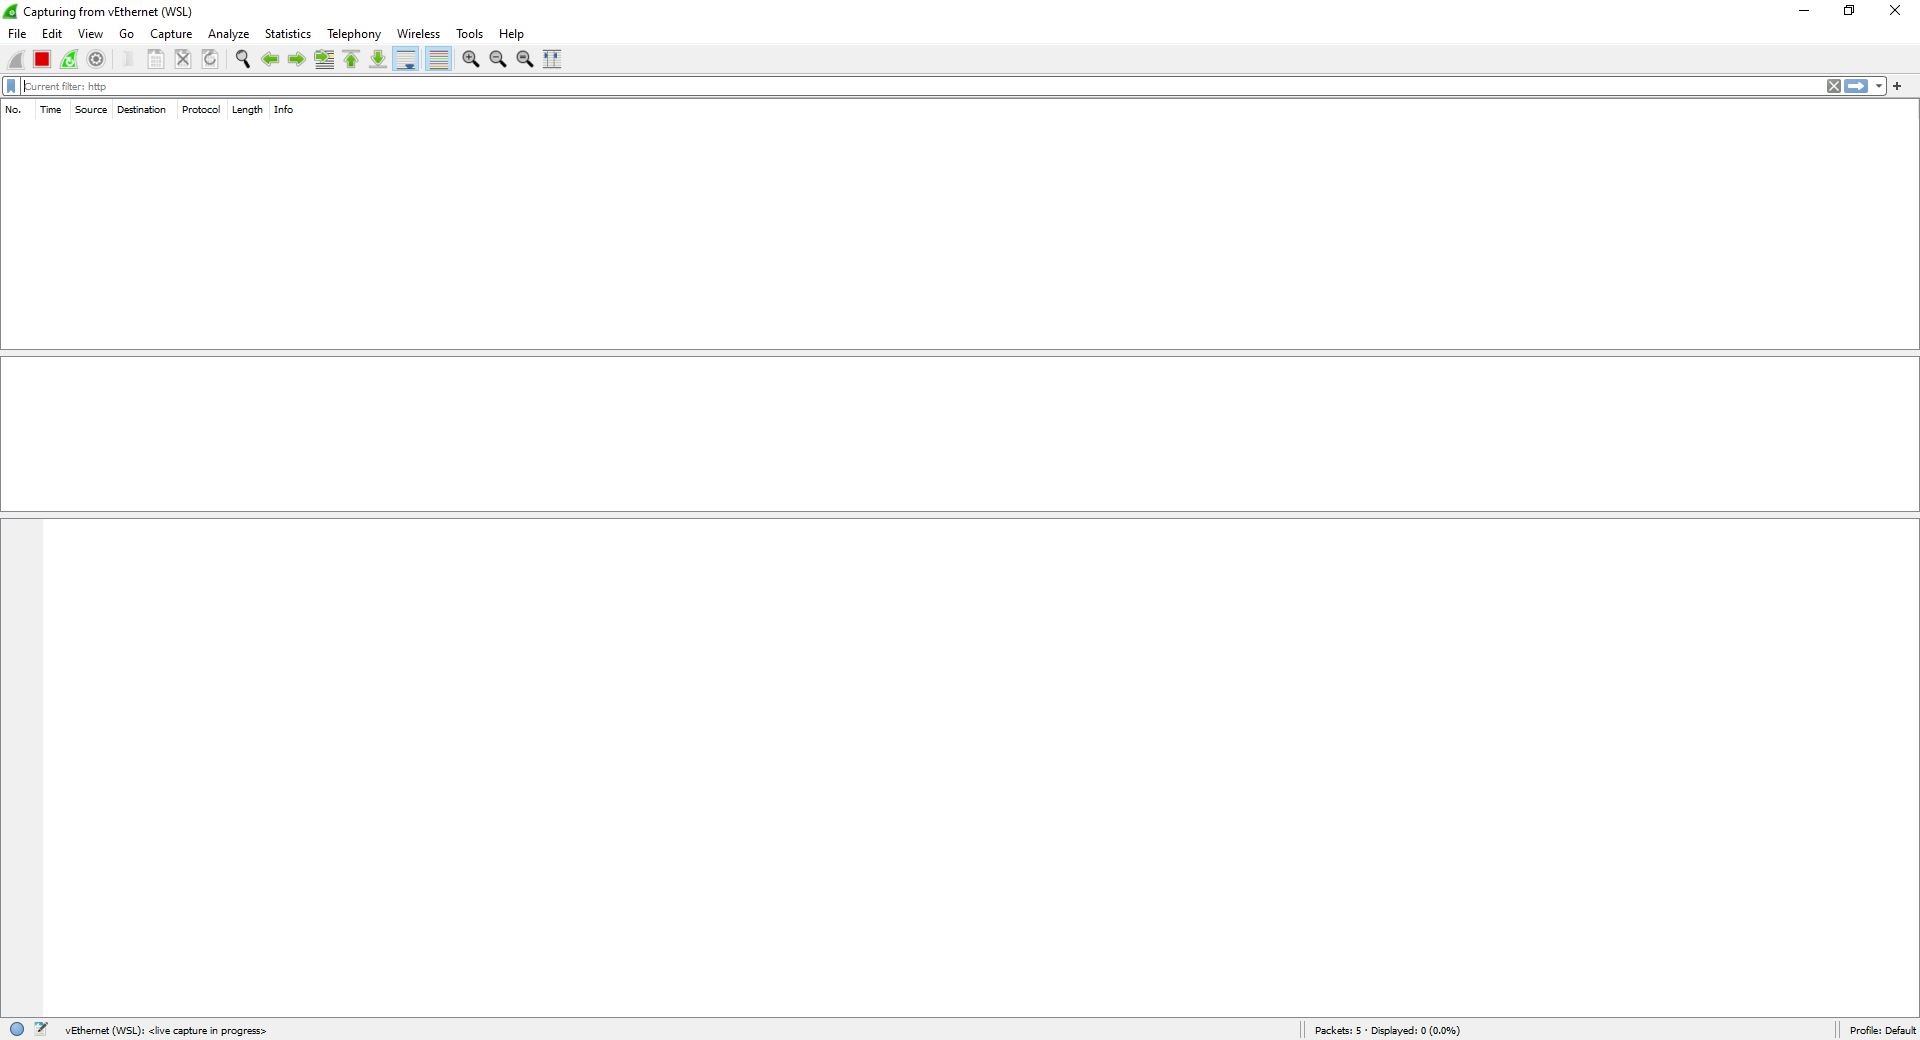 Capturing from vEthernet (WSL)
File Edit View Go Capture Analyze Statistics Telephony Wireless Tools Help
Current filter: http
No. Time Source Destination Protocol Length Info
vEthernet (WSL): <live capture in progress> Packets: 5 · Displayed: 0 (0.0%) Profile: Default